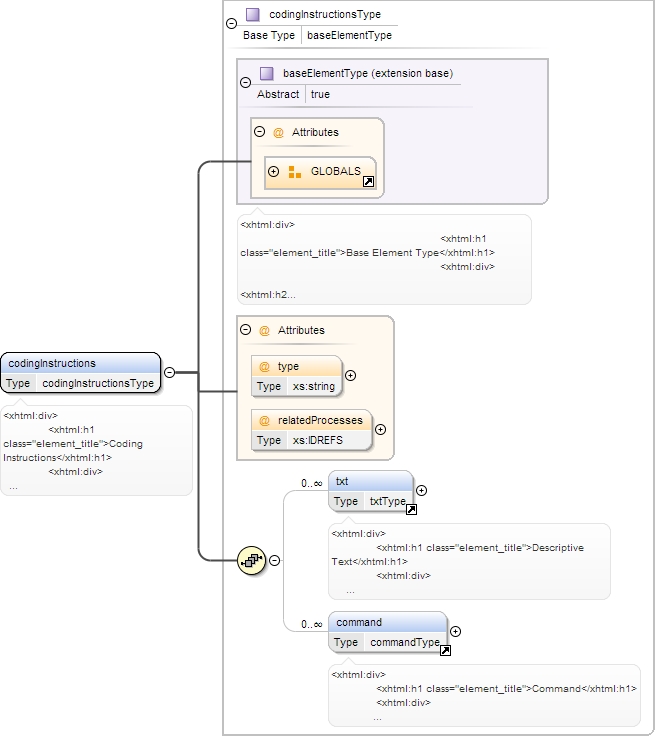 codingInstructionsType
Base Type baseElementType
baseElementType (extension base)
Abstract true
@ Attributes
GLOBALS
<xhtml:div>
<xhtml:h1
class="element_title">Base Element Type</xhtml:h1>
<xhtml:div>
<xhtml:h2...
@ Attributes
@ type
Type xs:string
@ relatedProcesses
Type xs:IDREFS
codingInstructions
Type codingInstructionsType
<xhtml:div>
<xhtml:h1
class="element_title">Coding
Instructions</xhtml:h1>
<xhtml:div>
...
0..∞
txt
Type txtType
<xhtml:div>
<xhtml:h1 class="element_title">Descriptive
Text</xhtml:h1>
<xhtml:div>
...
0..∞
command
Type commandType
<xhtml:div>
<xhtml:h1 class="element_title">Command</xhtml:h1>
<xhtml:div>
...